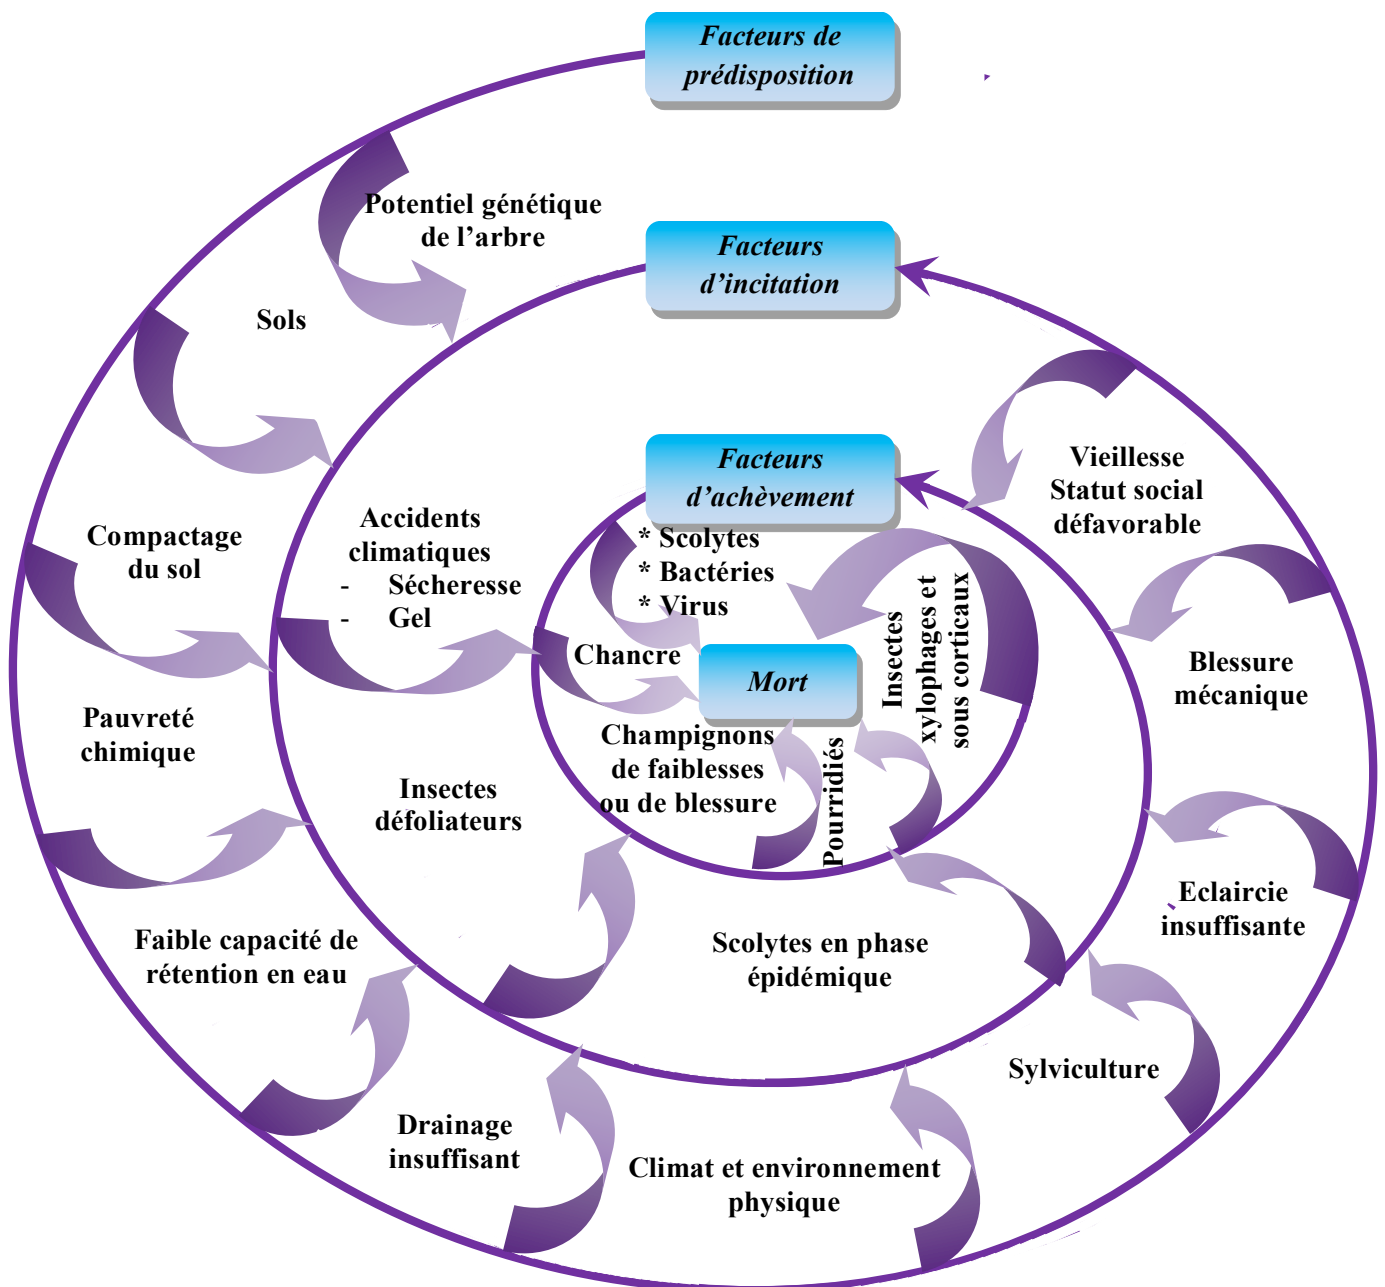 Facteurs de
prédisposition
Potentiel génétique
de l’arbre
Sols
Compactage
du sol
Pauvreté
chimique
Faible capacité de
rétention en eau
Drainage
insuffisant
Climat et environnement
physique
Sylviculture
Eclaircie
insuffisante
Blessure
mécanique
Vieillesse
Statut social
défavorable
Facteurs
d’incitation
Accidents
climatiques
- Sécheresse
- Gel
Insectes
défoliateurs
Scolytes en phase
épidémique
Facteurs
d’achèvement
* Scolytes
* Bactéries
* Virus
Chancre
Champignons
de faiblesses
ou de blessure
Pourridiés
Insectes
xylophages et
sous corticaux
Mort